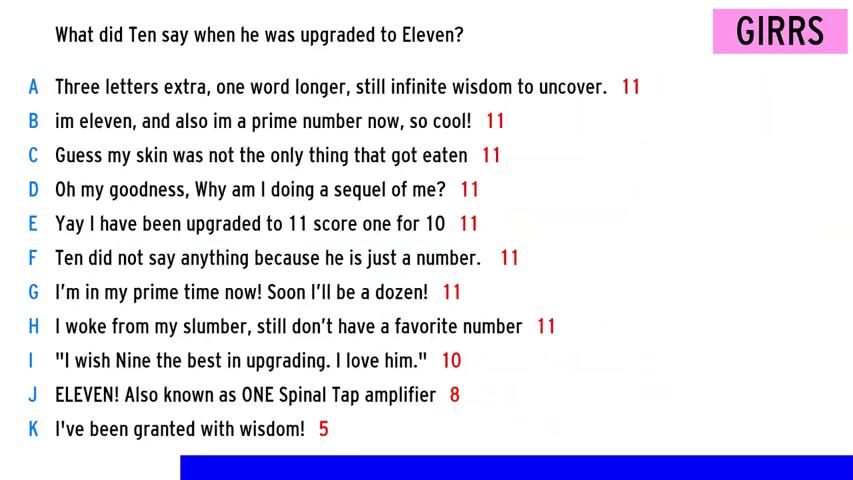 What did Ten say when he was upgraded to Eleven?
GIRRS
A Three letters extra, one word longer, still infinite wisdom to uncover. 11
B im eleven, and also im a prime number now, so cool! 11
C Guess my skin was not the only thing that got eaten 11
D Oh my goodness, Why am I doing a sequel of me? 11
E Yay I have been upgraded to 11 score one for 10 11
F Ten did not say anything because he is just a number. 11
G I'm in my prime time now! Soon I'll be a dozen! 11
H I woke from my slumber, still don't have a favorite number 11
I "I wish Nine the best in upgrading. I love him." 10
J ELEVEN! Also known as ONE Spinal Tap amplifier 8
K I've been granted with wisdom! 5